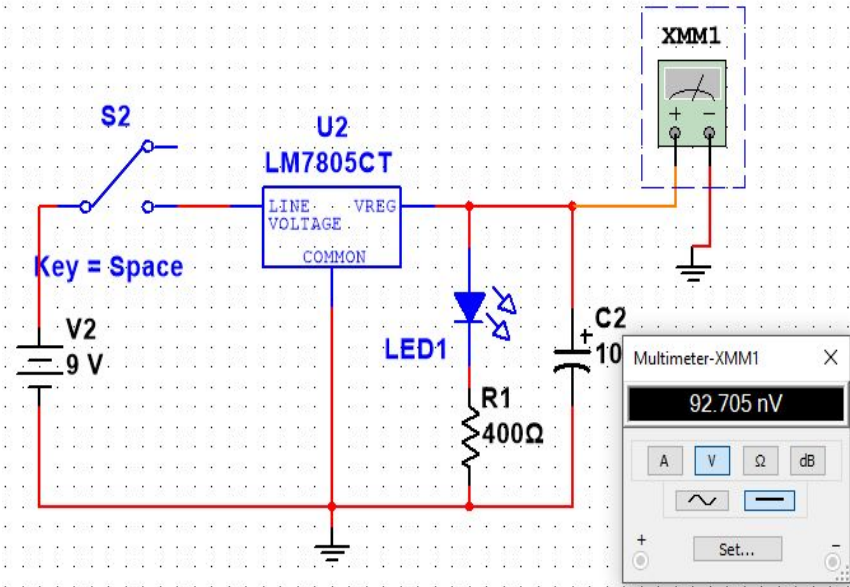 XMM1
+ −
S2
U2
LM7805CT
LINE VREG
VOLTAGE
COMMON
Key = Space
V2
9 V
LED1
R1
400Ω
+
C2
10
Multimeter-XMM1 X
92.705 nV
A V Ω dB
+ −
Set...